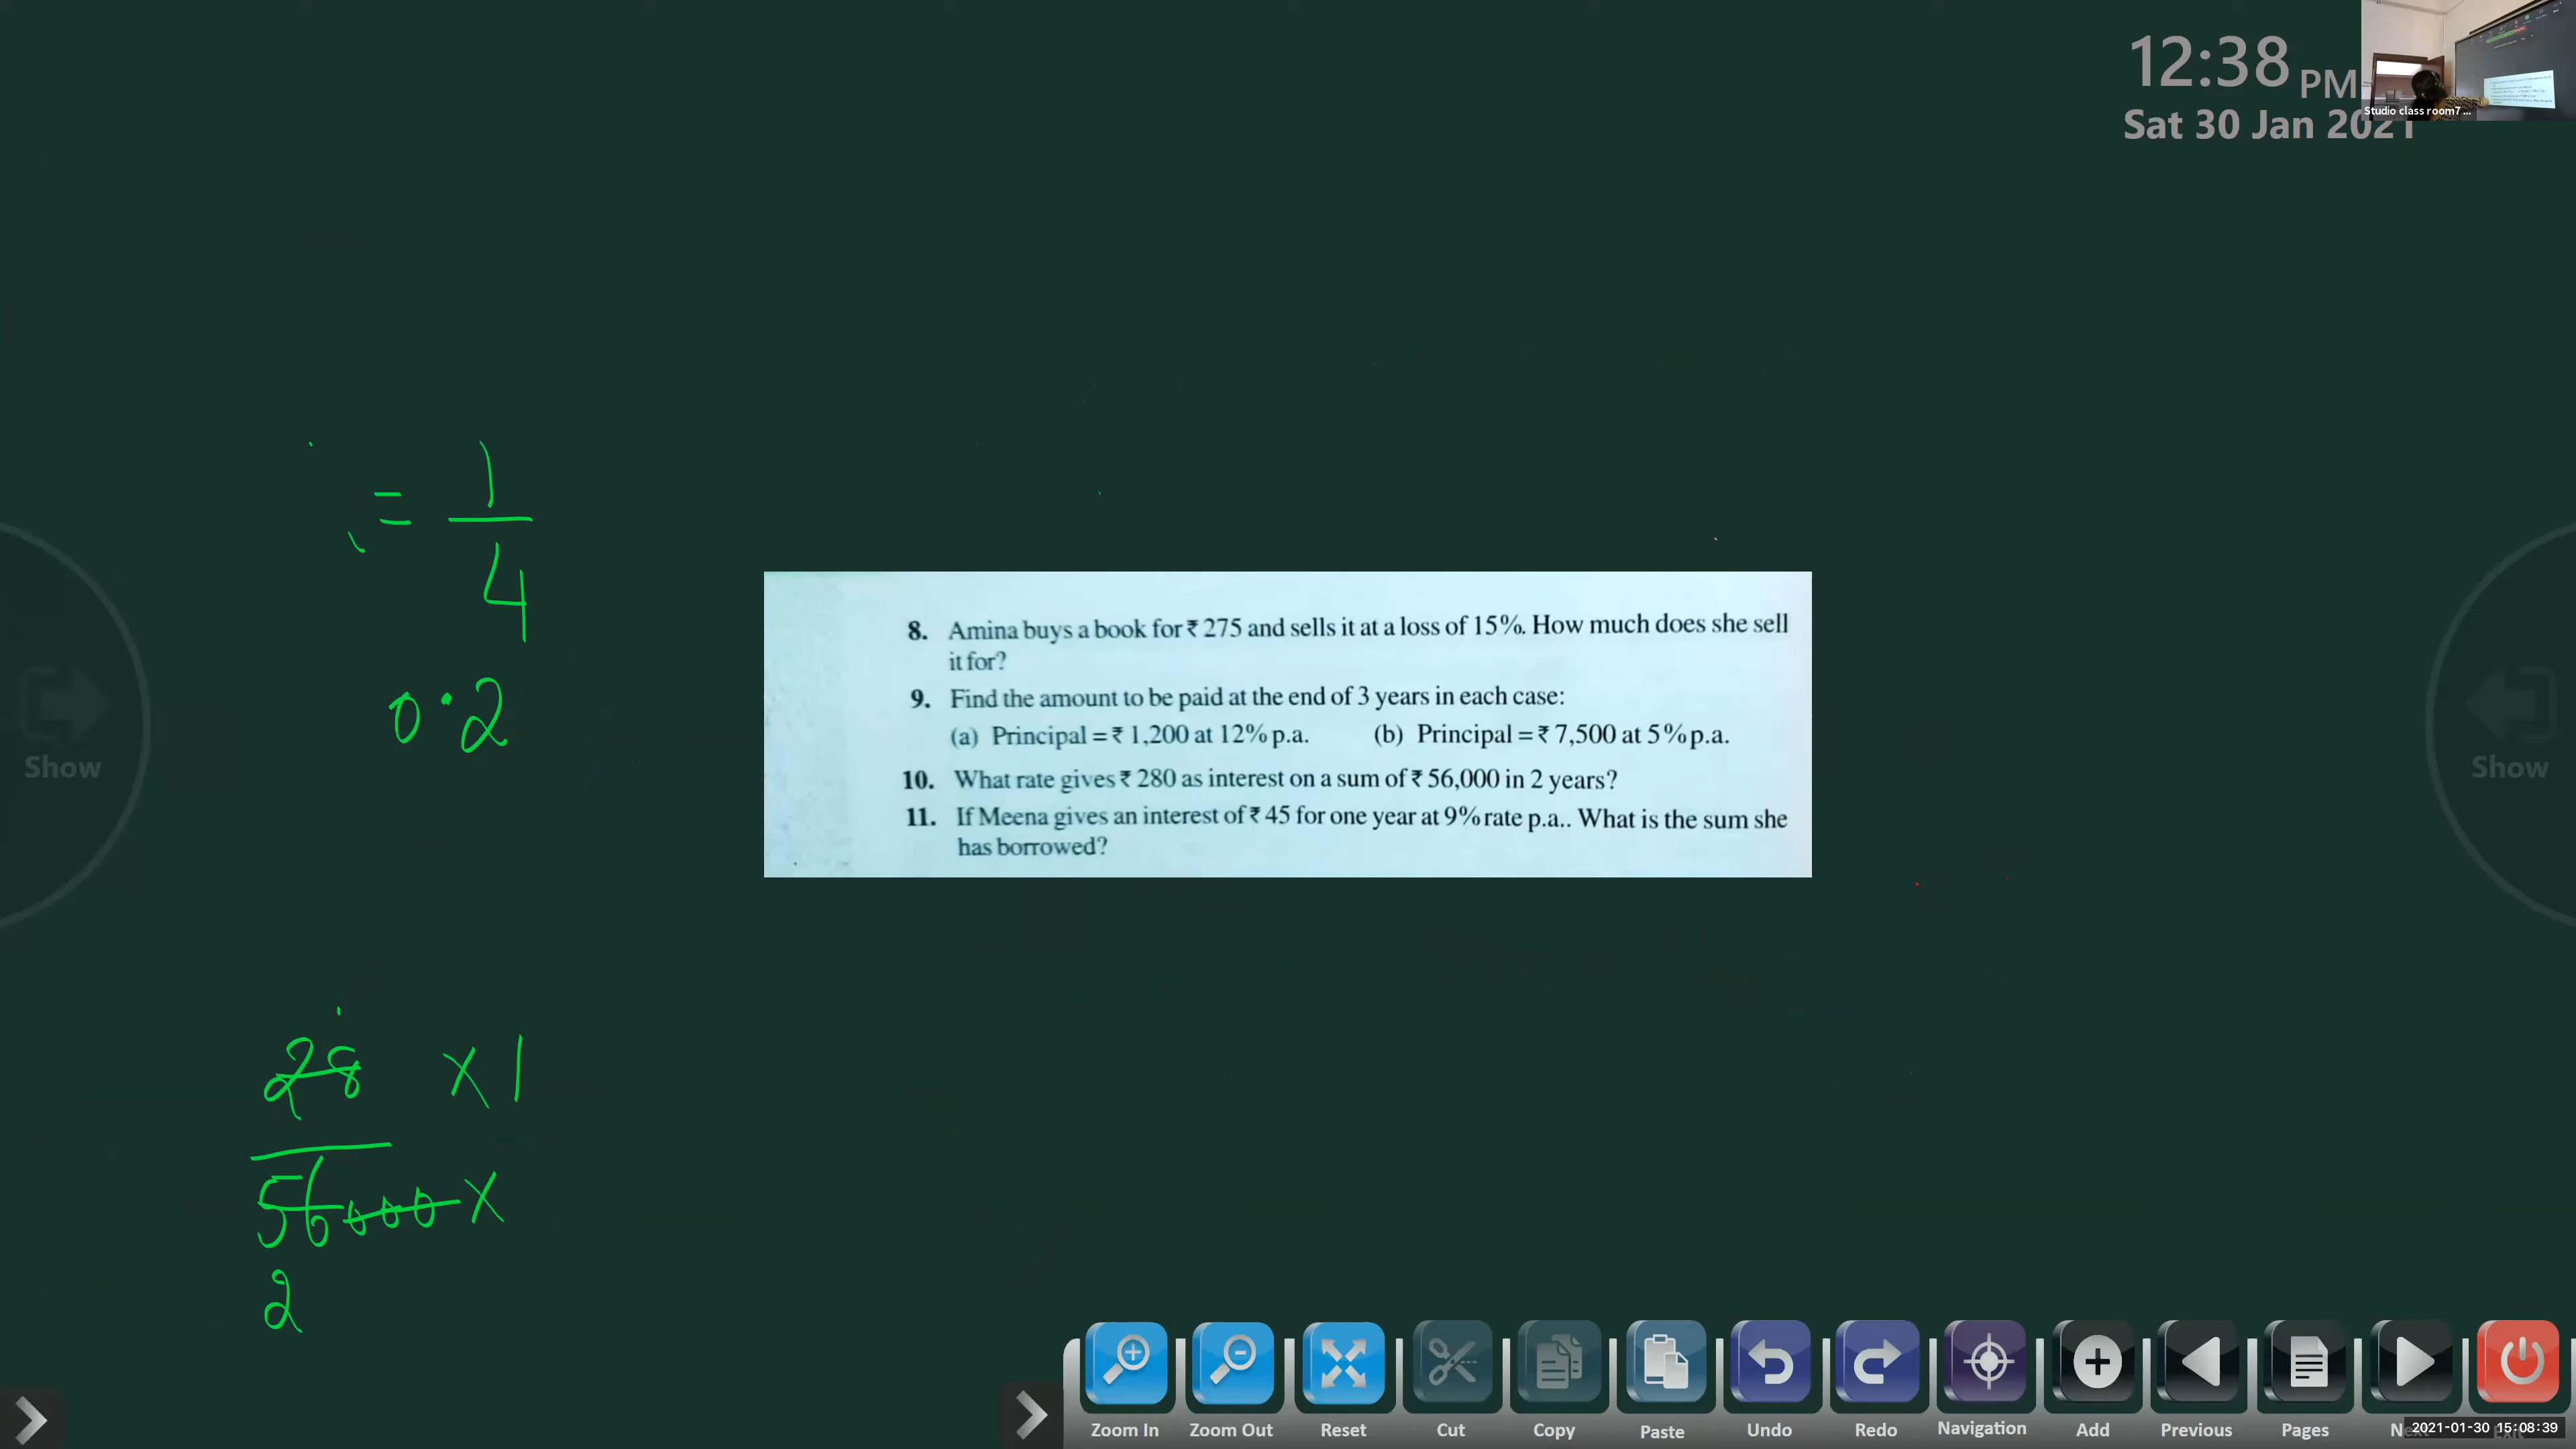 12:38 PM
Sat 30 Jan 2021
Studio class room7 ...
= 1
4
0.2
Show
Show
8. Amina buys a book for ₹ 275 and sells it at a loss of 15%. How much does she sell
it for?
9. Find the amount to be paid at the end of 3 years in each case:
(a) Principal = ₹ 1,200 at 12% p.a. (b) Principal = ₹ 7,500 at 5% p.a.
10. What rate gives ₹ 280 as interest on a sum of ₹ 56,000 in 2 years?
11. If Meena gives an interest of ₹ 45 for one year at 9% rate p.a.. What is the sum she
has borrowed?
28 x 1
56000 x
2
Zoom In Zoom Out Reset Cut Copy Paste Undo Redo Navigation Add Previous Pages
2021-01-30 15:08:39